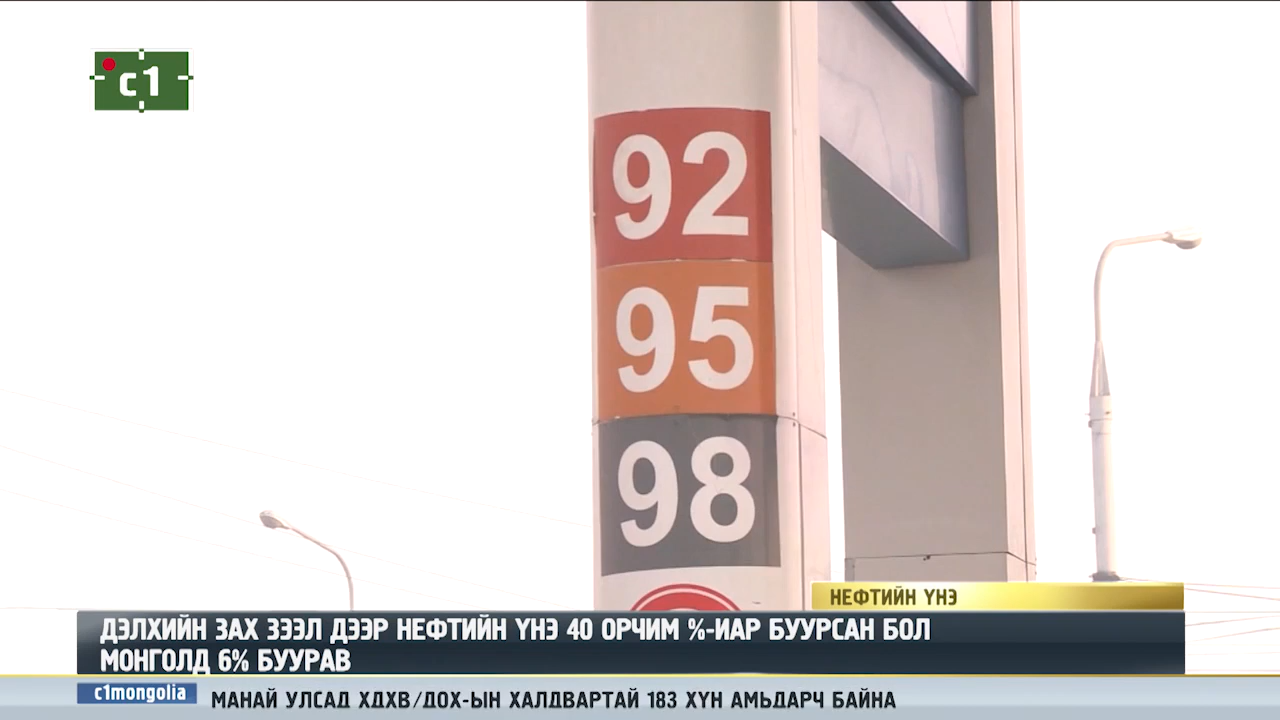 c1
92
95
98
НЕФТИЙН ҮНЭ
ДЭЛХИЙН ЗАХ ЗЭЭЛ ДЭЭР НЕФТИЙН ҮНЭ 40 ОРЧИМ %-ИАР БУУРСАН БОЛ
МОНГОЛД 6% БУУРАВ
c1mongolia
МАНАЙ УЛСАД ХДХВ/ДОХ-ЫН ХАЛДВАРТАЙ 183 ХҮН АМЬДАРЧ БАЙНА